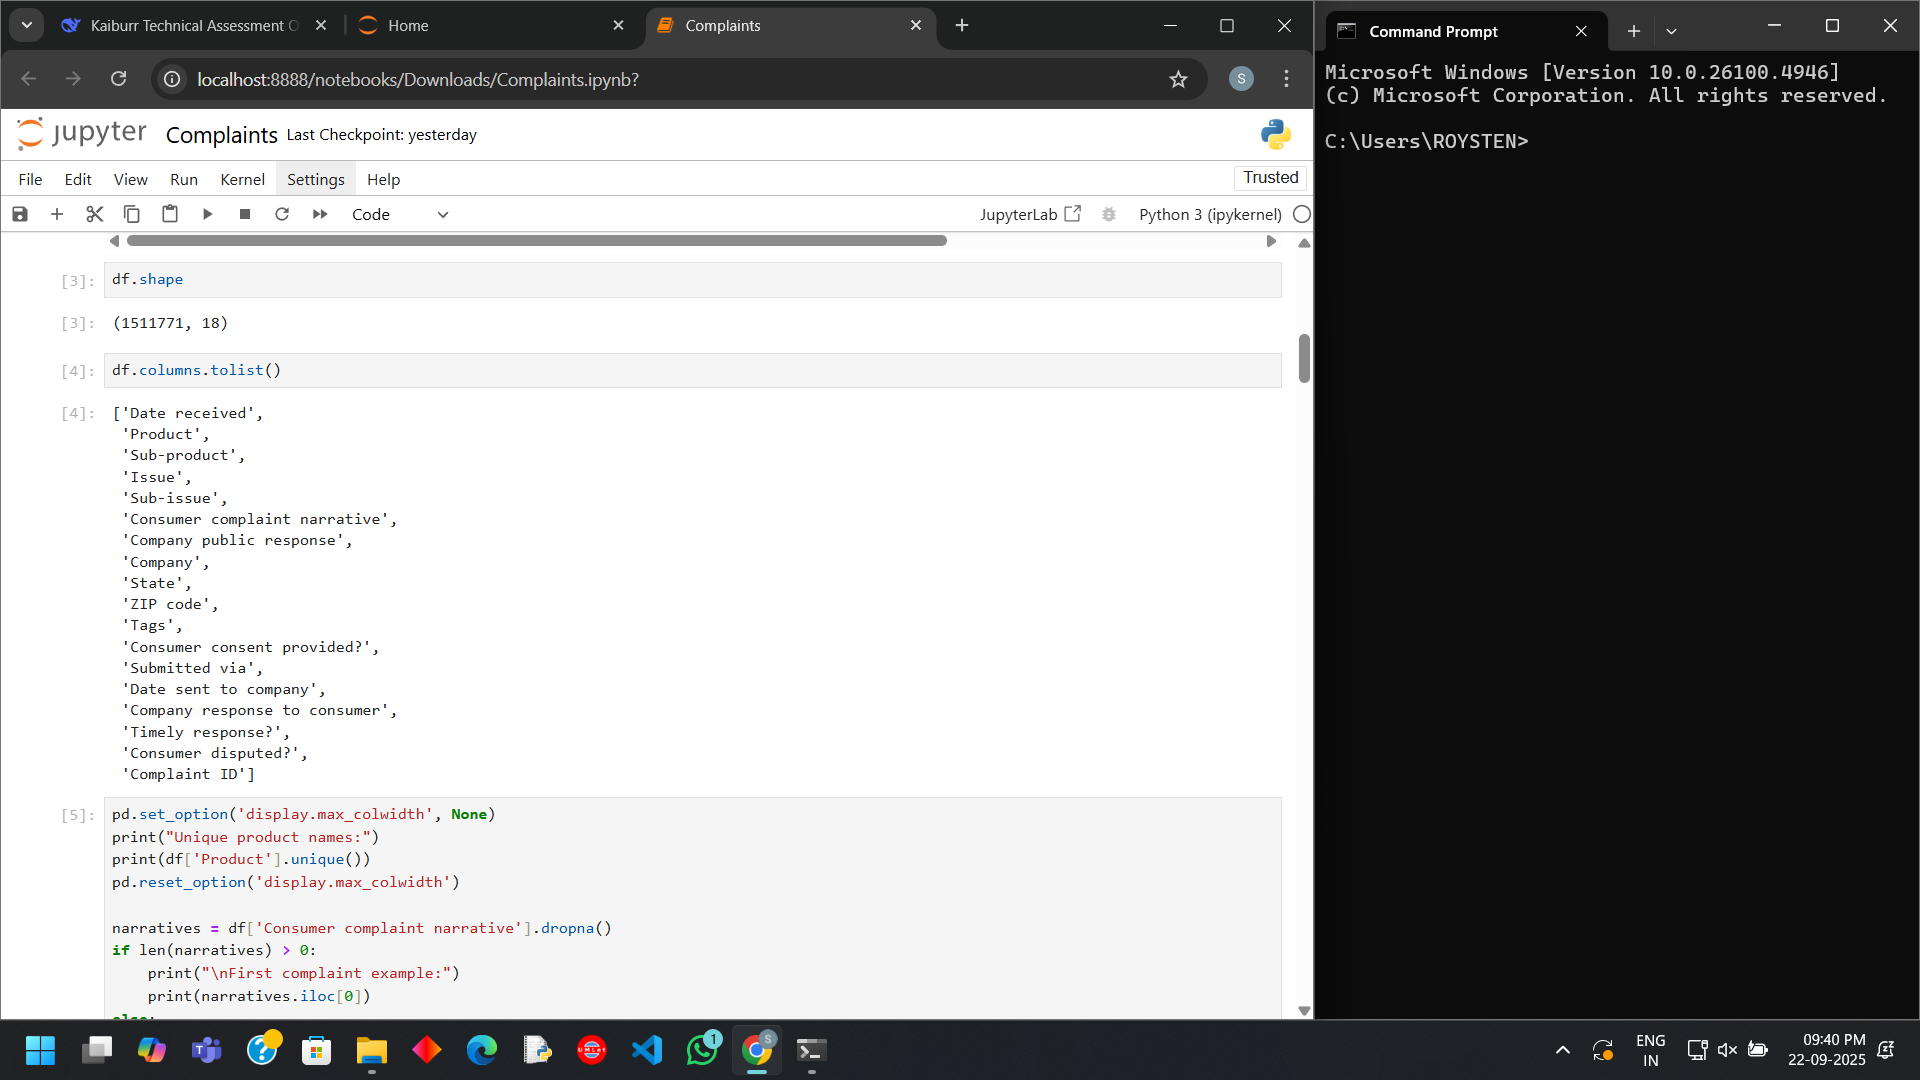 Kaiburr Technical Assessment O
Home
Complaints
localhost:8888/notebooks/Downloads/Complaints.ipynb?
S
jupyter Complaints Last Checkpoint: yesterday
File Edit View Run Kernel Settings Help
Trusted
Code
JupyterLab
Python 3 (ipykernel)
[3]: df.shape
[3]: (1511771, 18)
[4]: df.columns.tolist()
[4]: ['Date received',
'Product',
'Sub-product',
'Issue',
'Sub-issue',
'Consumer complaint narrative',
'Company public response',
'Company',
'State',
'ZIP code',
'Tags',
'Consumer consent provided?',
'Submitted via',
'Date sent to company',
'Company response to consumer',
'Timely response?',
'Consumer disputed?',
'Complaint ID']
[5]: pd.set_option('display.max_colwidth', None)
print("Unique product names:")
print(df['Product'].unique())
pd.reset_option('display.max_colwidth')
narratives = df['Consumer complaint narrative'].dropna()
if len(narratives) > 0:
print("\nFirst complaint example:")
print(narratives.iloc[0])
else:
Command Prompt
Microsoft Windows [Version 10.0.26100.4946]
(c) Microsoft Corporation. All rights reserved.
C:\Users\ROYSTEN>
UMLet
1
S
ENG
IN
09:40 PM
22-09-2025